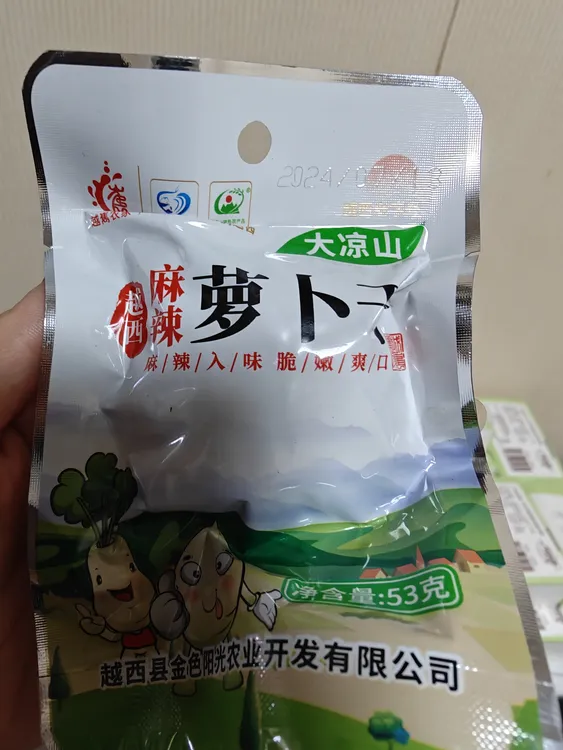 大凉山
越西
麻辣
萝卜
麻/辣/入/味 脆/嫩/爽/口
净含量:53克
越西县金色阳光农业开发有限公司